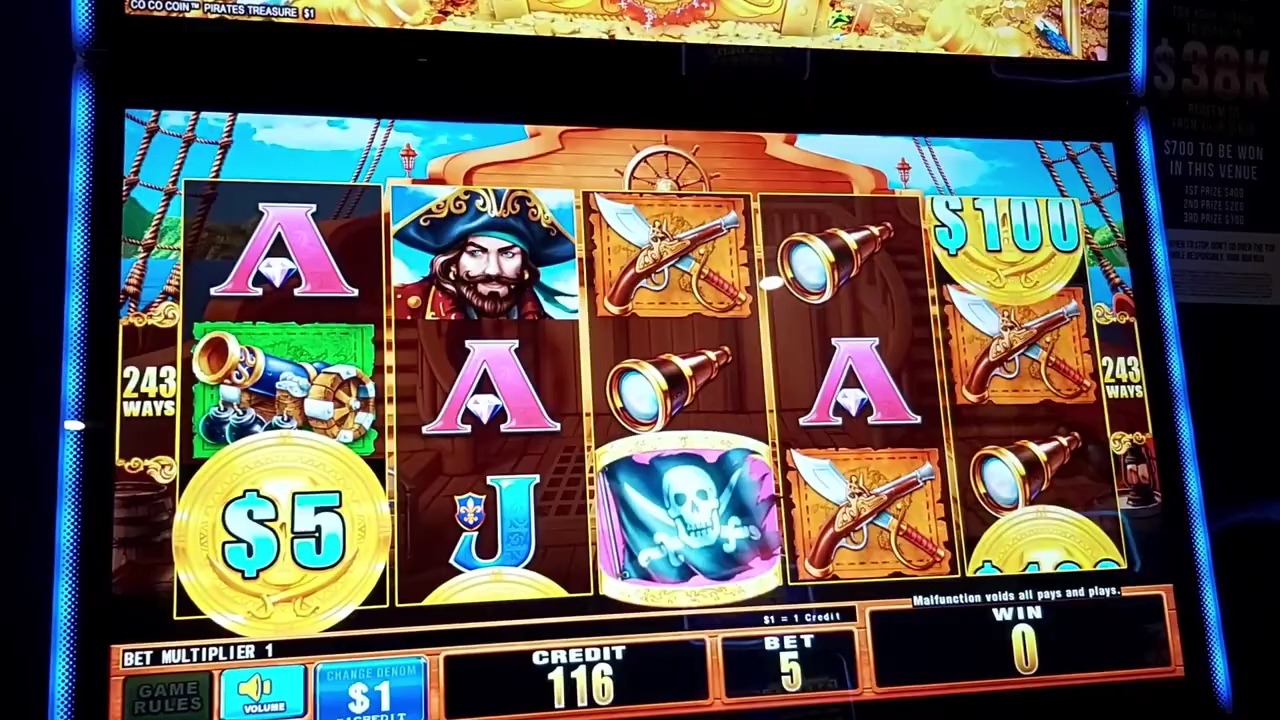 CO CO COIN™ PIRATES TREASURE $1
$38K
$700 TO BE WON
IN THIS VENUE
1ST PRIZE $400
2ND PRIZE $200
3RD PRIZE $100
A
$100
243
WAYS
A
A
243
WAYS
$5
J
Malfunction voids all pays and plays.
$1 = 1 Credit
BET MULTIPLIER 1
GAME
RULES
VOLUME
CHANGE DENOM
$1
CREDIT
116
BET
5
WIN
0